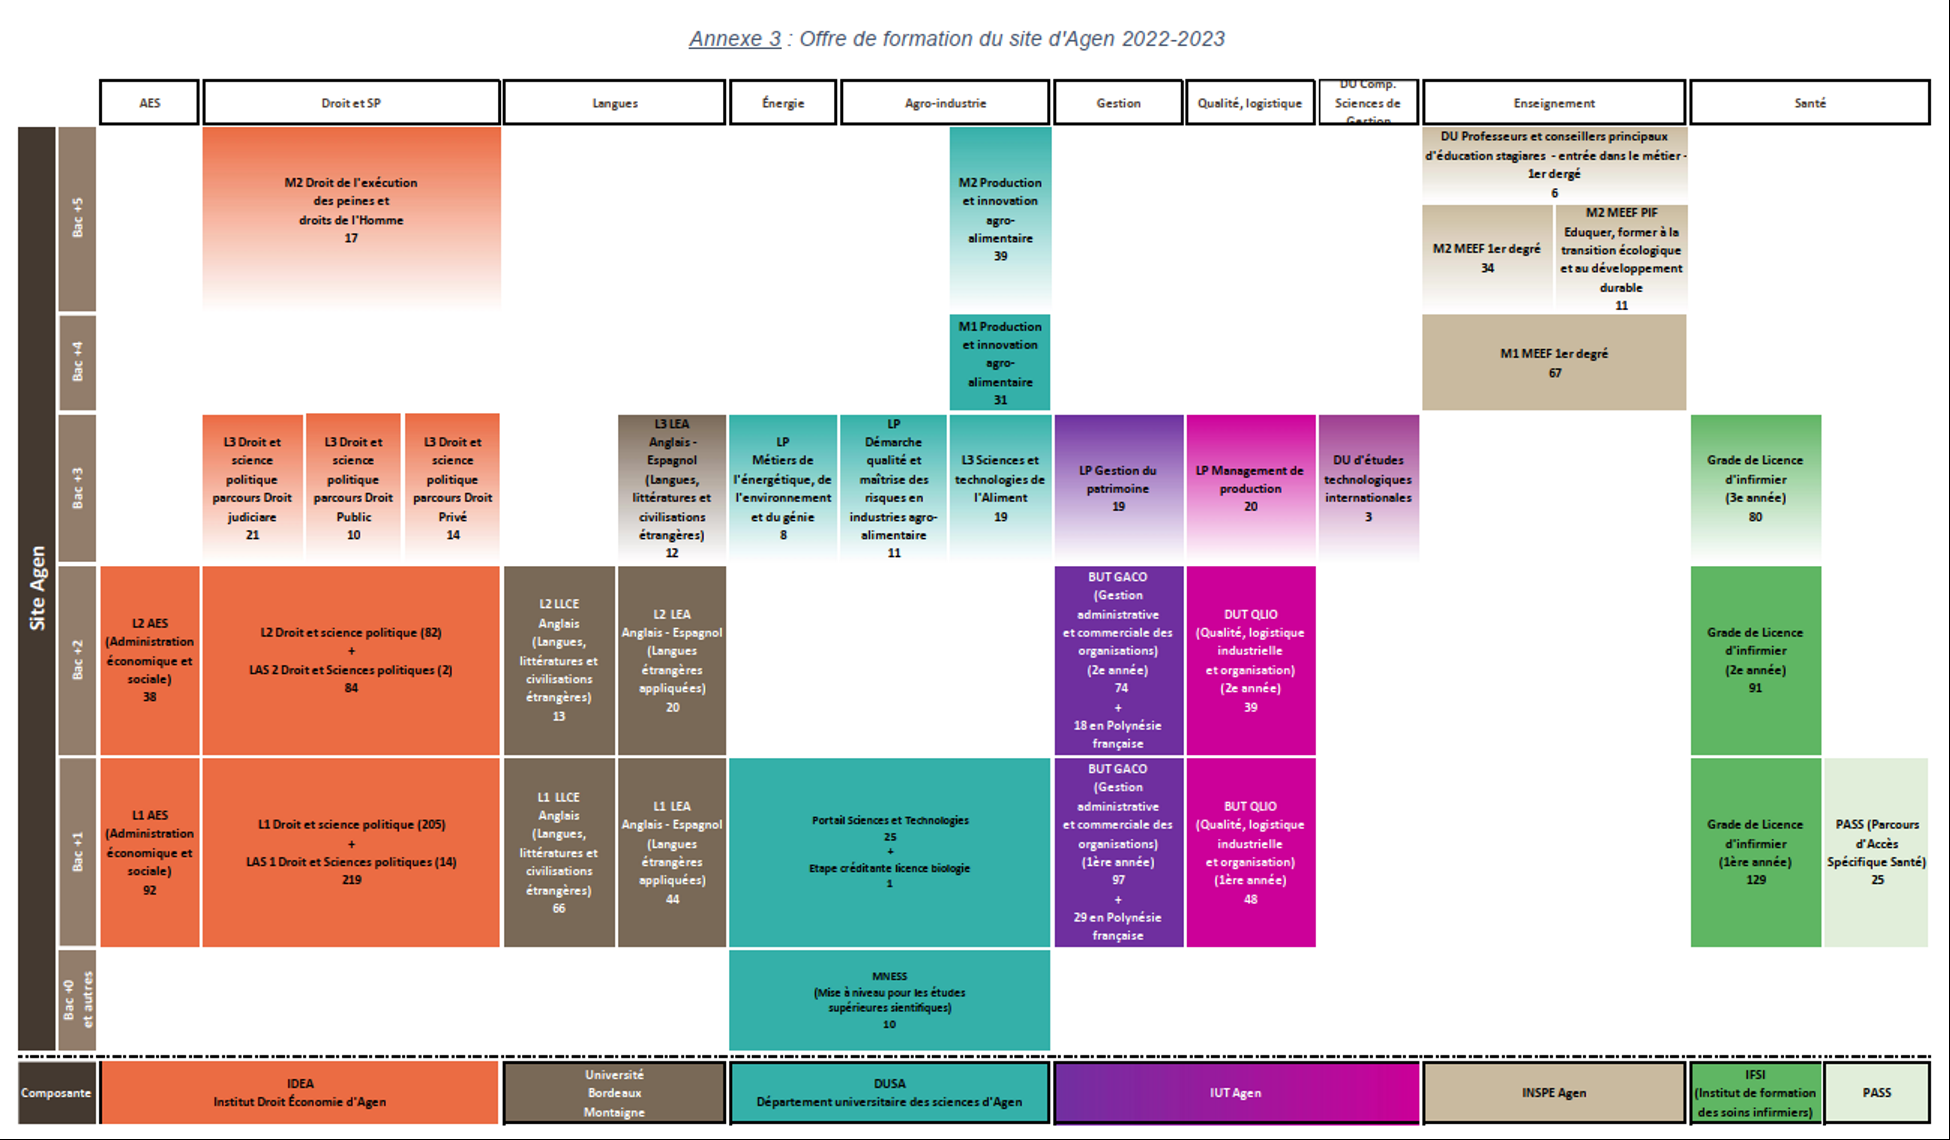 Annexe 3 : Offre de formation du site d'Agen 2022-2023
AES
Droit et SP
Langues
Énergie
Agro-industrie
Gestion
Qualité, logistique
DU Comp.
Sciences de
Gestion
Enseignement
Santé
Site Agen
Bac +5
M2 Droit de l'exécution
des peines et
droits de l'Homme
17
M2 Production
et innovation
agro-
alimentaire
39
DU Professeurs et conseillers principaux
d'éducation stagiares - entrée dans le métier -
1er dergé
6
M2 MEEF 1er degré
34
M2 MEEF PIF
Eduquer, former à la
transition écologique
et au développement
durable
11
Bac +4
M1 Production
et innovation
agro-
alimentaire
31
M1 MEEF 1er degré
67
Bac +3
L3 Droit et
science
politique
parcours Droit
judiciare
21
L3 Droit et
science
politique
parcours Droit
Public
10
L3 Droit et
science
politique
parcours Droit
Privé
14
L3 LEA
Anglais -
Espagnol
(Langues,
littératures et
civilisations
étrangères)
12
LP
Métiers de
l'énergétique, de
l'environnement
et du génie
8
LP
Démarche
qualité et
maîtrise des
risques en
industries agro-
alimentaire
11
L3 Sciences et
technologies de
l'Aliment
19
LP Gestion du
patrimoine
19
LP Management de
production
20
DU d'études
technologiques
internationales
3
Grade de Licence
d'infirmier
(3e année)
80
Bac +2
L2 AES
(Administration
économique et
sociale)
38
L2 Droit et science politique (82)
+
LAS 2 Droit et Sciences politiques (2)
84
L2 LLCE
Anglais
(Langues,
littératures et
civilisations
étrangères)
13
L2 LEA
Anglais - Espagnol
(Langues
étrangères
appliquées)
20
BUT GACO
(Gestion
administrative
et commerciale des
organisations)
(2e année)
74
+
18 en Polynésie
française
DUT QLIO
(Qualité, logistique
industrielle
et organisation)
(2e année)
39
Grade de Licence
d'infirmier
(2e année)
91
Bac +1
L1 AES
(Administration
économique et
sociale)
92
L1 Droit et science politique (205)
+
LAS 1 Droit et Sciences politiques (14)
219
L1 LLCE
Anglais
(Langues,
littératures et
civilisations
étrangères)
66
L1 LEA
Anglais - Espagnol
(Langues
étrangères
appliquées)
44
Portail Sciences et Technologies
25
+
Etape créditante licence biologie
1
BUT GACO
(Gestion
administrative
et commerciale des
organisations)
(1ère année)
97
+
29 en Polynésie
française
BUT QLIO
(Qualité, logistique
industrielle
et organisation)
(1ère année)
48
Grade de Licence
d'infirmier
(1ère année)
129
PASS (Parcours
d'Accès
Spécifique Santé)
25
Bac +0
et autres
MNESS
(Mise à niveau pour les études
supérieures sientifiques)
10
Composante
IDEA
Institut Droit Économie d'Agen
Université
Bordeaux
Montaigne
DUSA
Département universitaire des sciences d'Agen
IUT Agen
INSPE Agen
IFSI
(Institut de formation
des soins infirmiers)
PASS